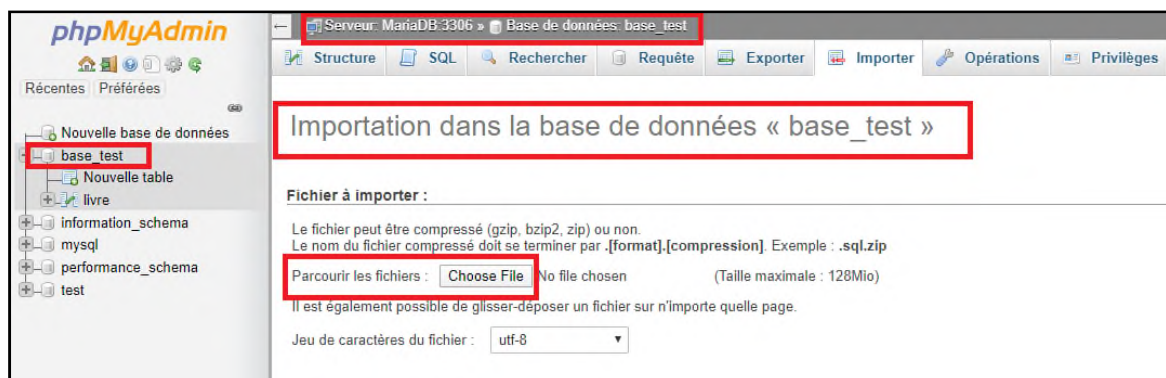 phpMyAdmin
Récentes Préférées
Nouvelle base de données
base_test
Nouvelle table
livre
information_schema
mysql
performance_schema
test
Serveur: MariaDB:3306 » Base de données: base_test
Structure SQL Rechercher Requête Exporter Importer Opérations Privilèges
Importation dans la base de données « base_test »
Fichier à importer :
Le fichier peut être compressé (gzip, bzip2, zip) ou non.
Le nom du fichier compressé doit se terminer par .[format].[compression]. Exemple : .sql.zip
Parcourir les fichiers : Choose File No file chosen (Taille maximale : 128Mio)
Il est également possible de glisser-déposer un fichier sur n'importe quelle page.
Jeu de caractères du fichier : utf-8